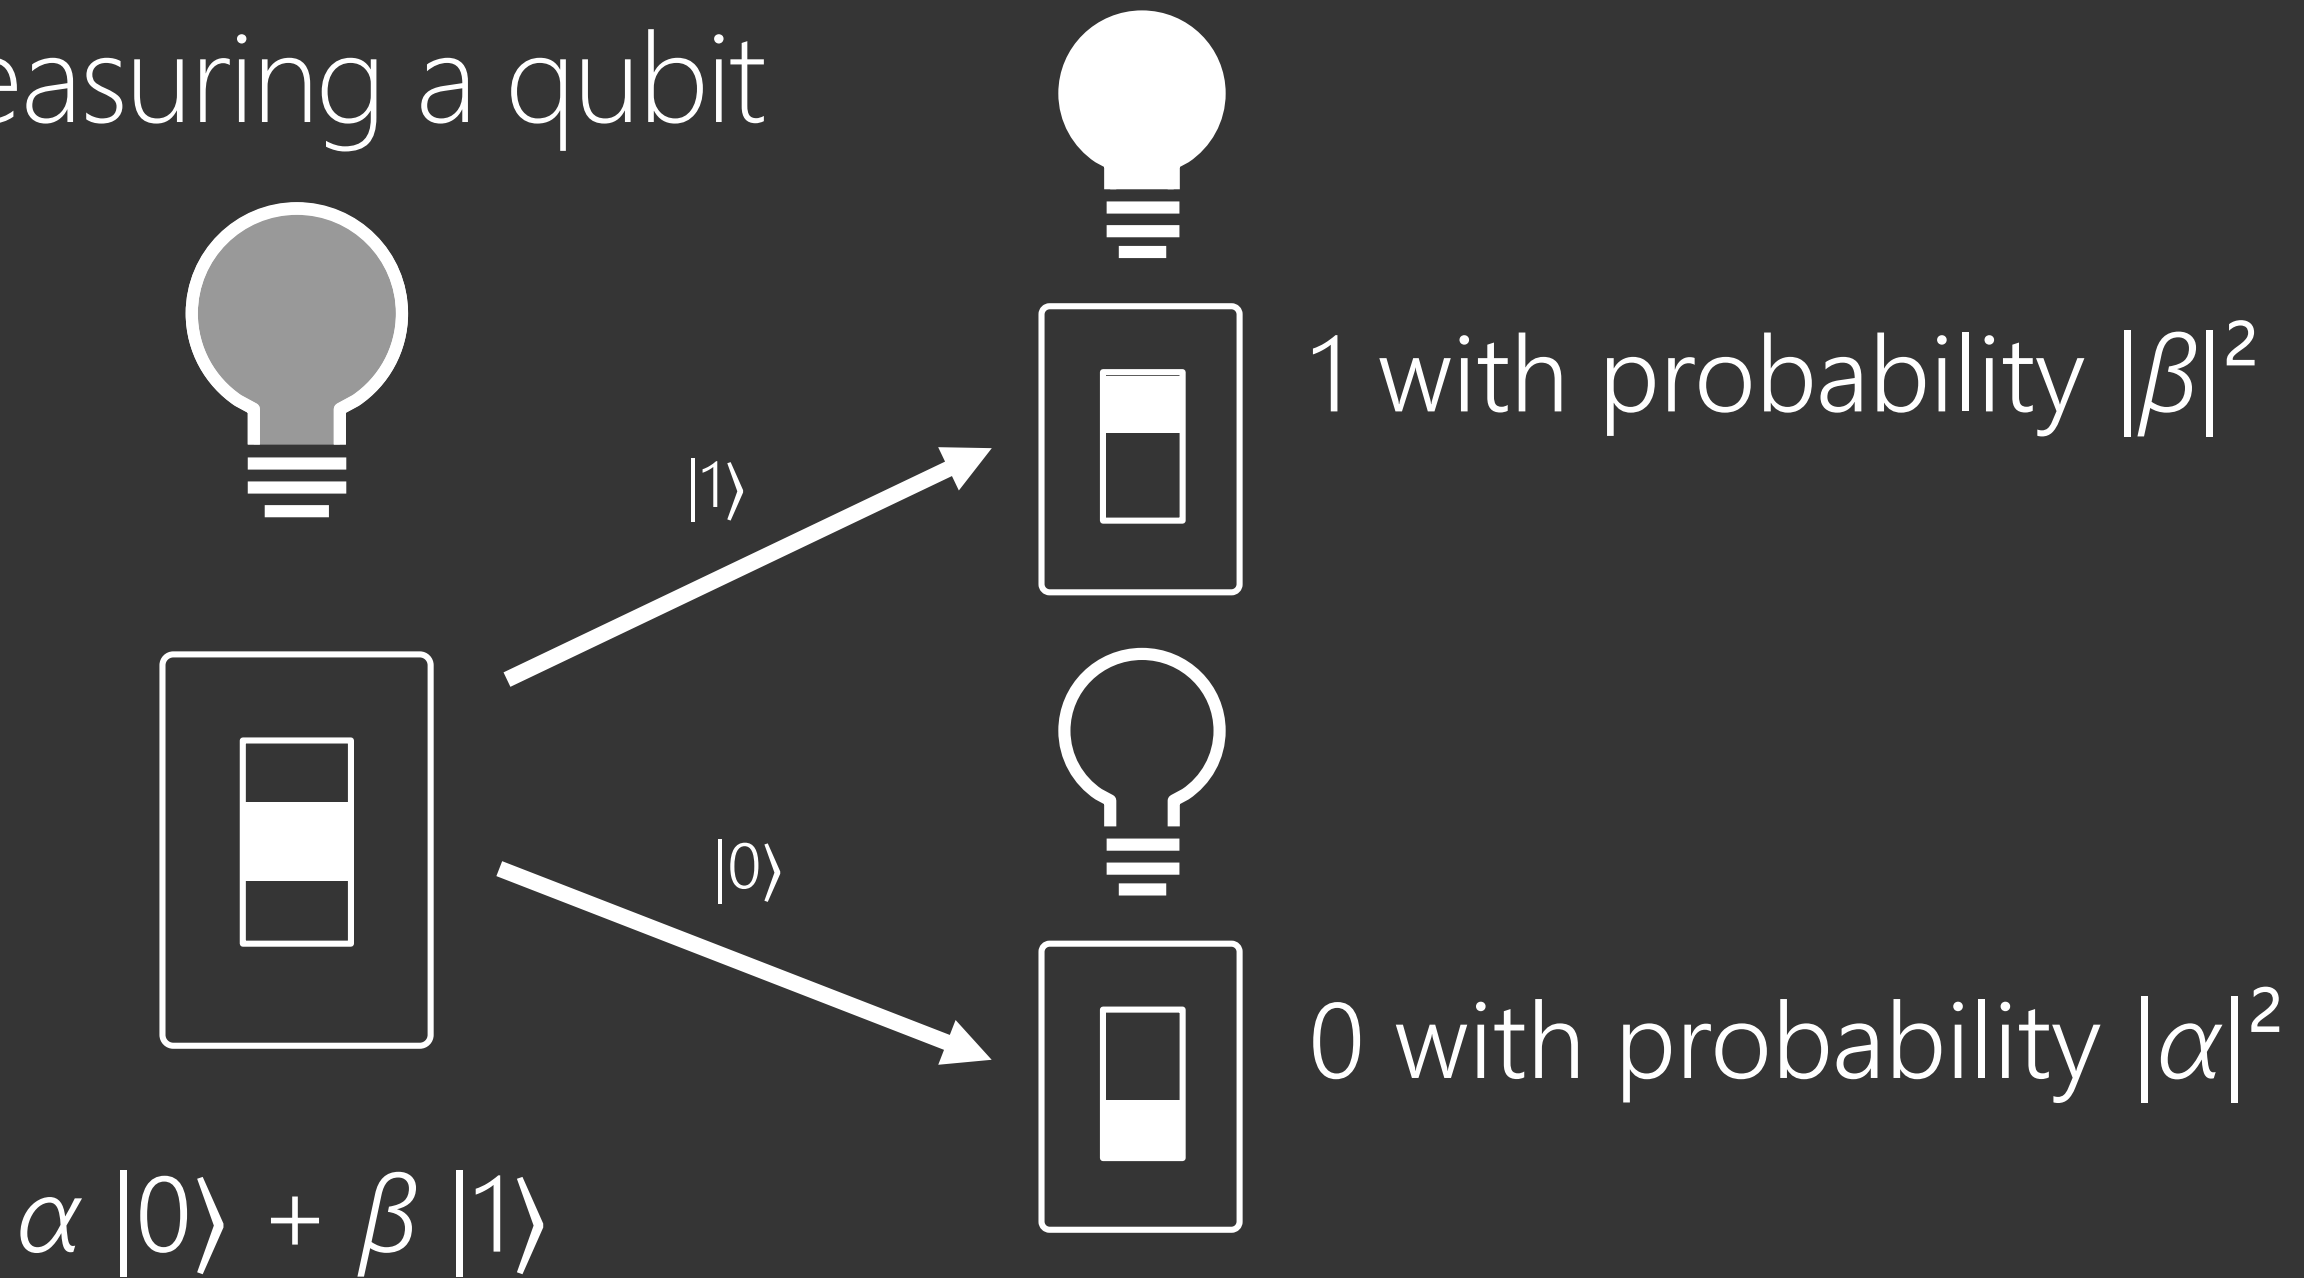 easuring a qubit
|1⟩
1 with probability |β|²
|0⟩
0 with probability |α|²
α |0⟩ + β |1⟩